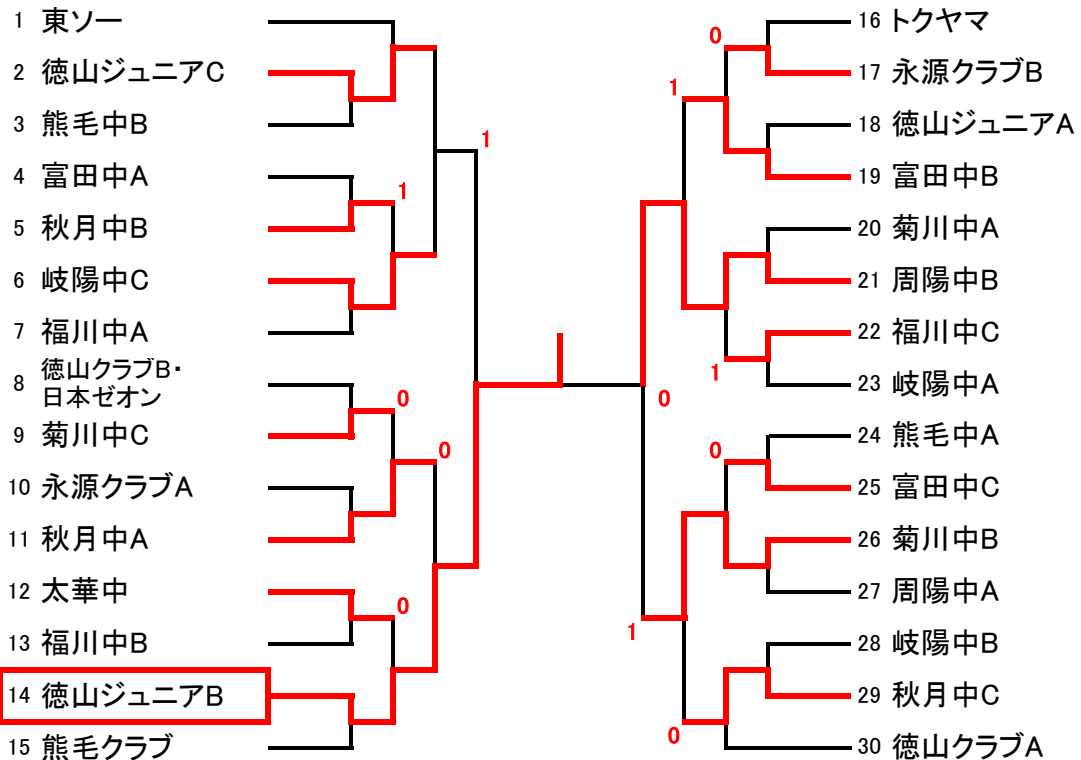 1 東ソー
2 徳山ジュニアC
3 熊毛中B
4 富田中A
5 秋月中B
6 岐陽中C
7 福川中A
8 徳山クラブB・
日本ゼオン
9 菊川中C
10 永源クラブA
11 秋月中A
12 太華中
13 福川中B
14 徳山ジュニアB
15 熊毛クラブ
1
1
0
0
0
0
1
1
0
0
1
0
16 トクヤマ
17 永源クラブB
18 徳山ジュニアA
19 富田中B
20 菊川中A
21 周陽中B
22 福川中C
23 岐陽中A
24 熊毛中A
25 富田中C
26 菊川中B
27 周陽中A
28 岐陽中B
29 秋月中C
30 徳山クラブA